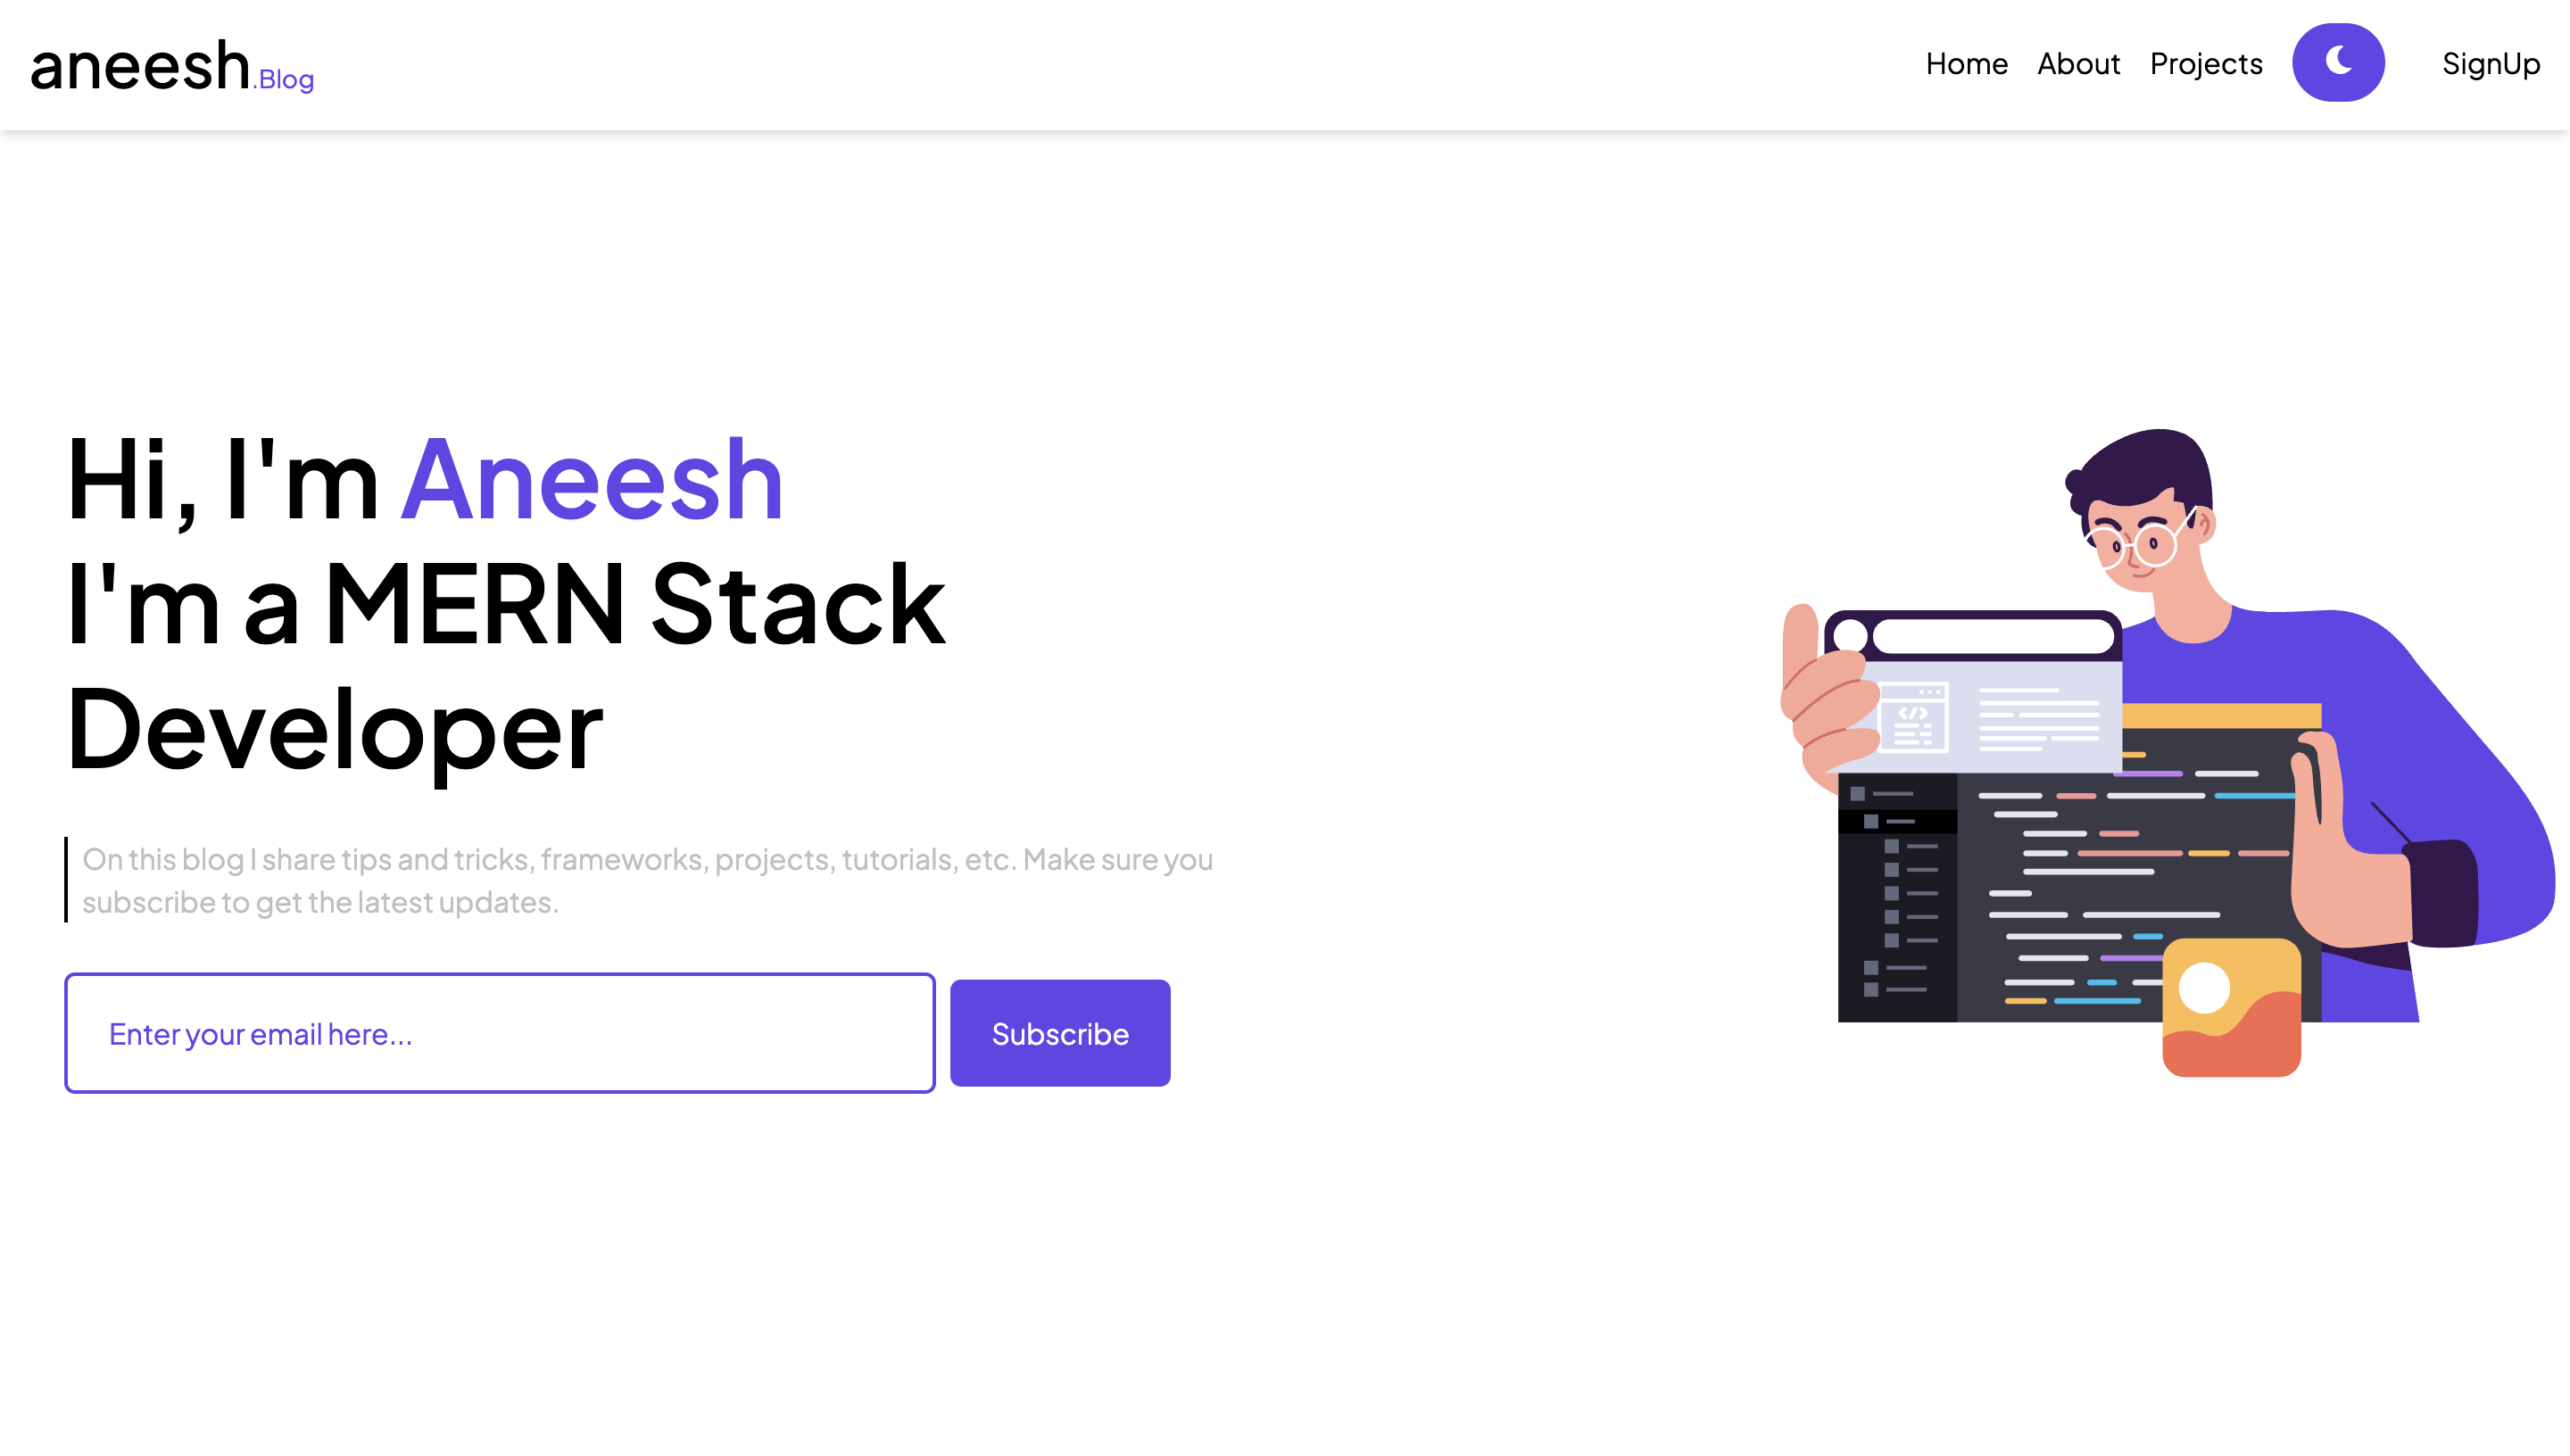 aneesh.Blog
Home About Projects SignUp
Hi, I'm Aneesh
I'm a MERN Stack
Developer
On this blog I share tips and tricks, frameworks, projects, tutorials, etc. Make sure you
subscribe to get the latest updates.
Enter your email here...
Subscribe